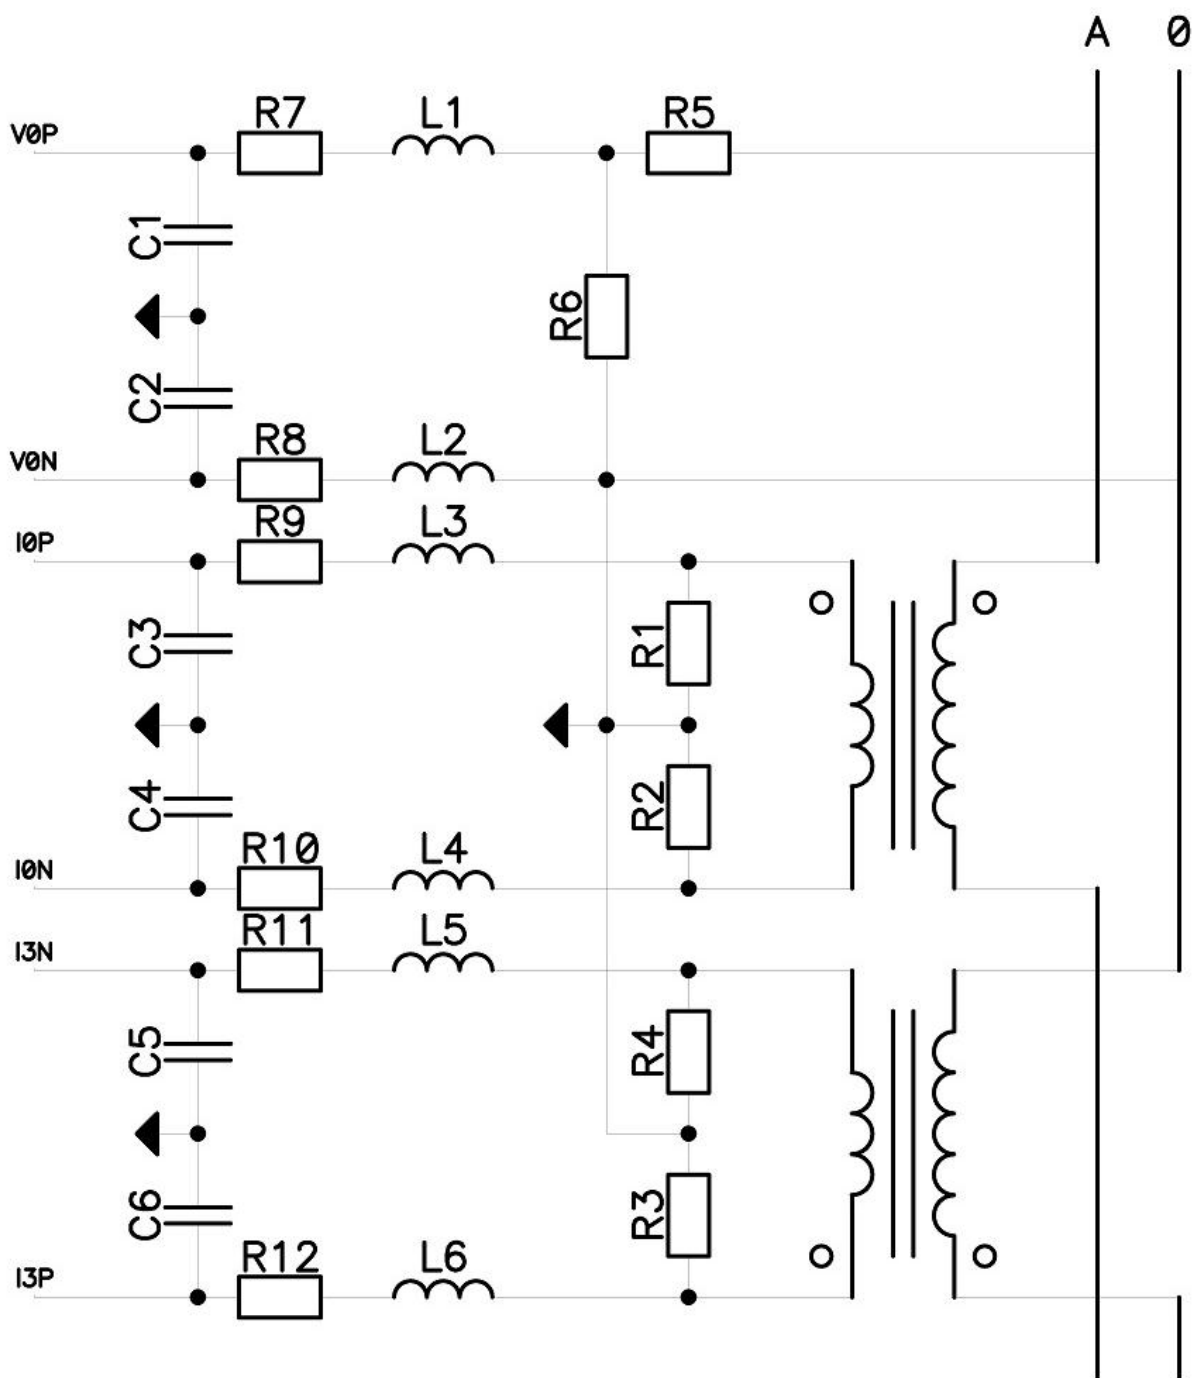 A 0
R7 L1 R5
V0P
C1
R6
C2
R8 L2
V0N
R9 L3
I0P
C3
R1
C4
R2
R10 L4
I0N
R11 L5
I3N
C5
R4
C6
R3
R12 L6
I3P